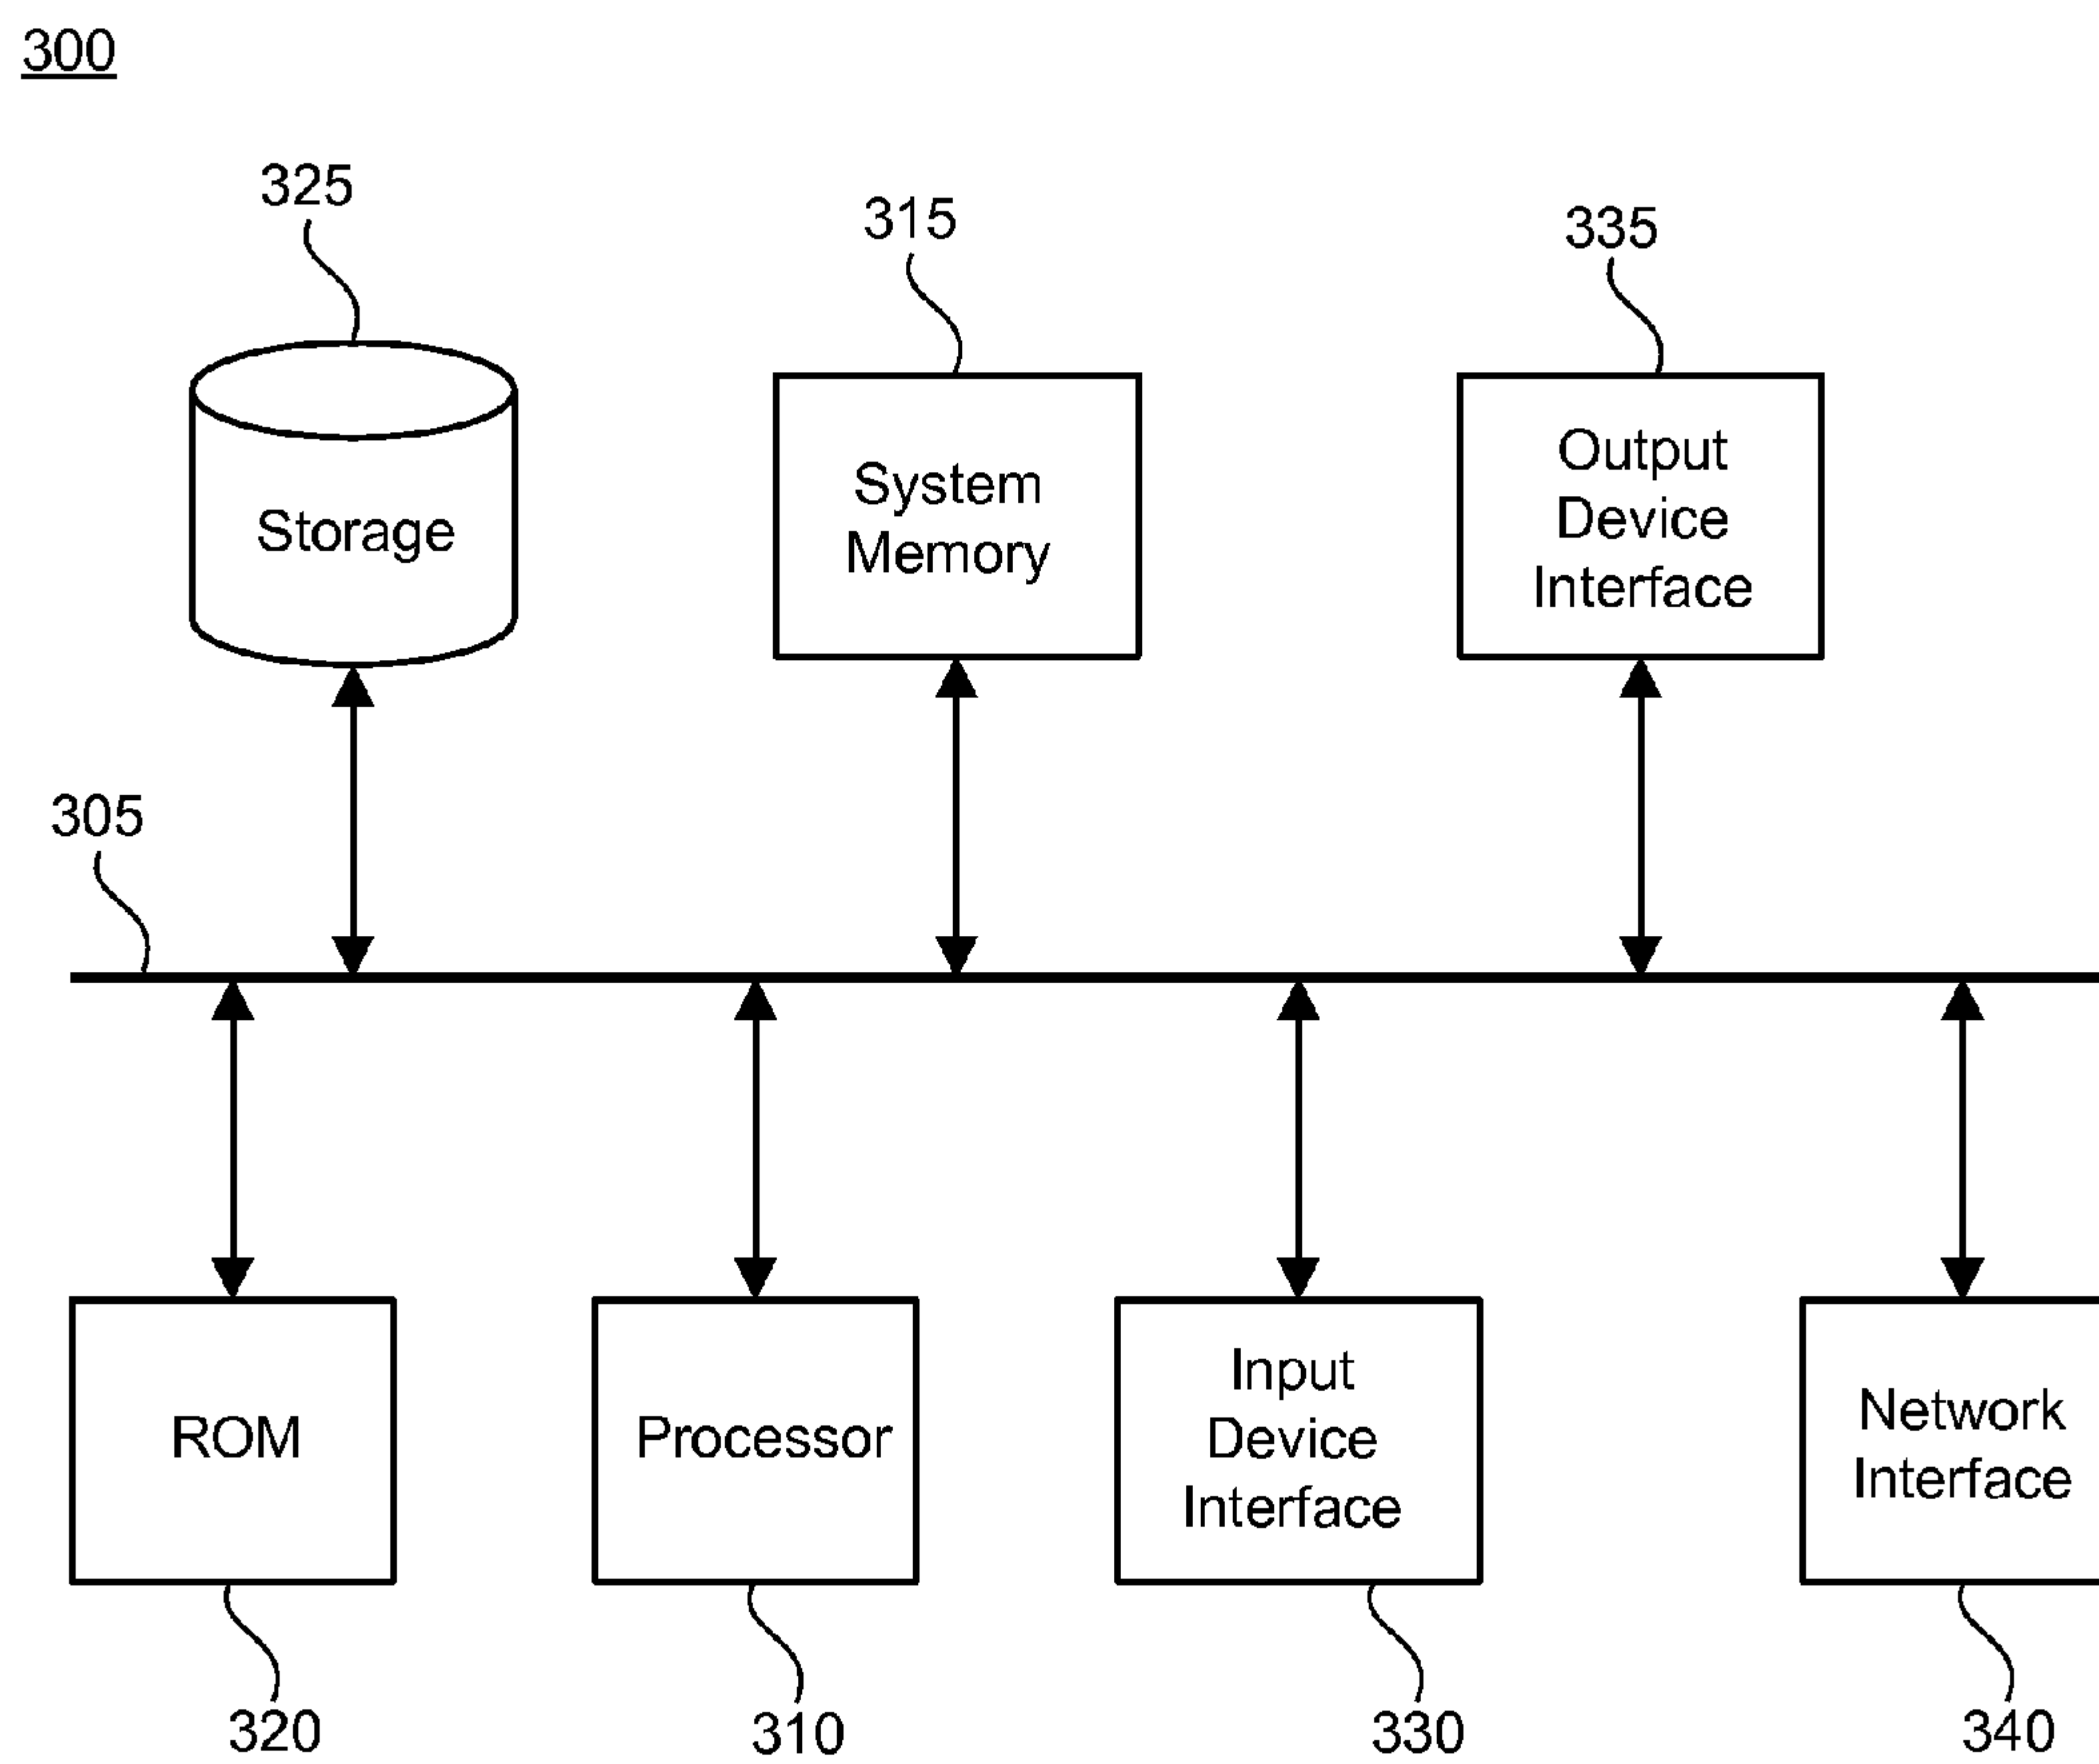 300
325
315
335
Storage
System
Memory
Output
Device
Interface
305
ROM
Processor
Input
Device
Interface
Network
Interface
320
310
330
340